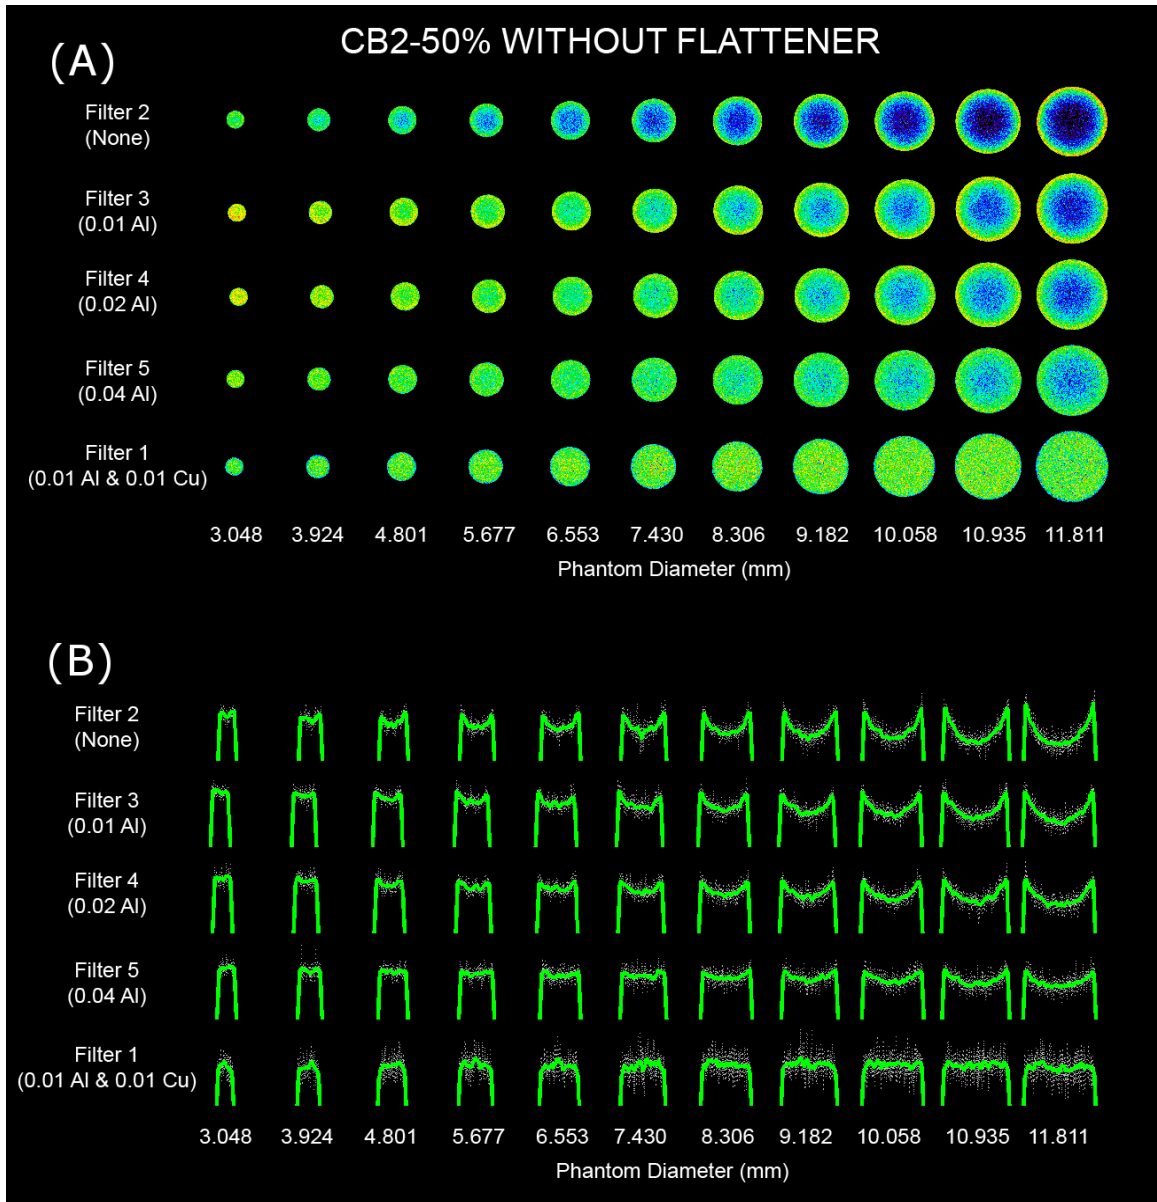 CB2-50% WITHOUT FLATTENER
(A)
Filter 2
(None)
Filter 3
(0.01 Al)
Filter 4
(0.02 Al)
Filter 5
(0.04 Al)
Filter 1
(0.01 Al & 0.01 Cu)
3.048 3.924 4.801 5.677 6.553 7.430 8.306 9.182 10.058 10.935 11.811
Phantom Diameter (mm)
(B)
Filter 2
(None)
Filter 3
(0.01 Al)
Filter 4
(0.02 Al)
Filter 5
(0.04 Al)
Filter 1
(0.01 Al & 0.01 Cu)
3.048 3.924 4.801 5.677 6.553 7.430 8.306 9.182 10.058 10.935 11.811
Phantom Diameter (mm)